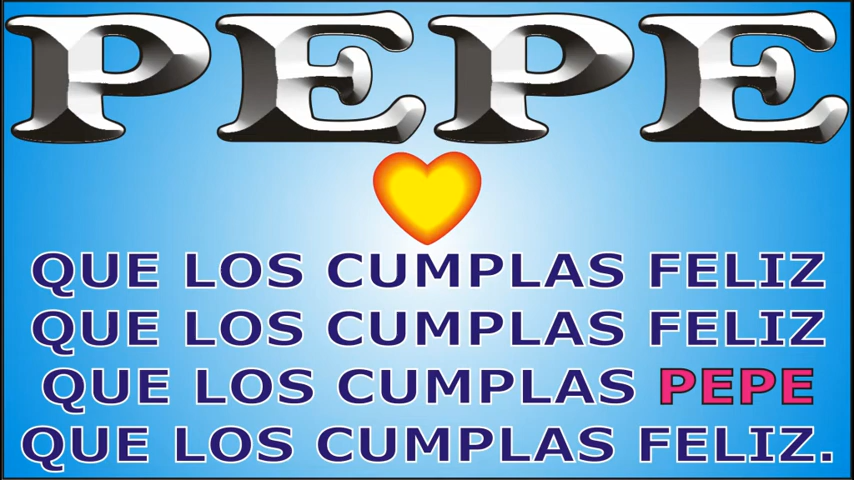 PEPE
QUE LOS CUMPLAS FELIZ
QUE LOS CUMPLAS FELIZ
QUE LOS CUMPLAS PEPE
QUE LOS CUMPLAS FELIZ.